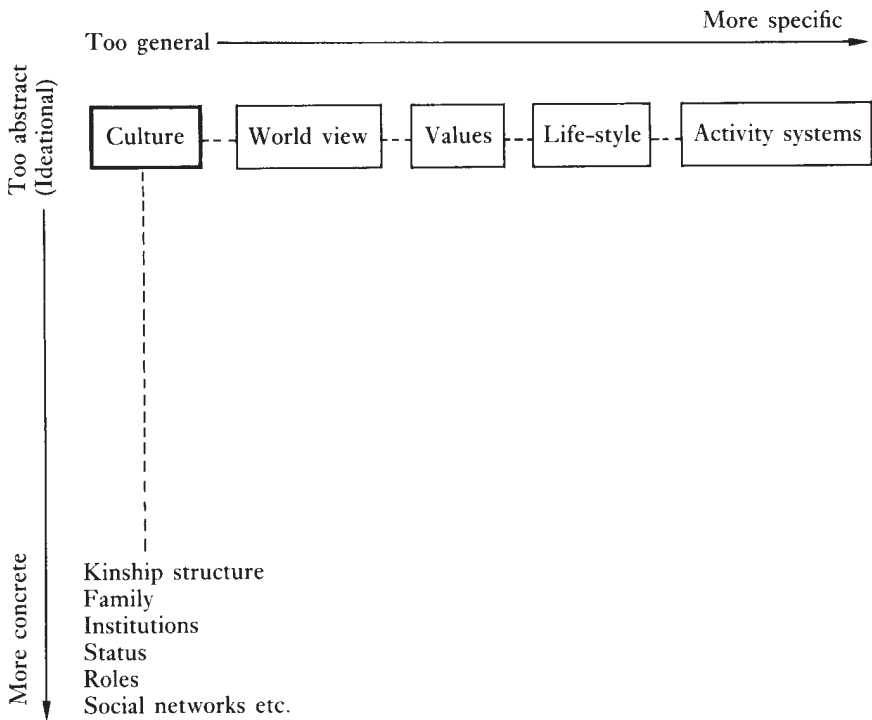 More specific
Too general
Too abstract
(Ideational)
Culture
World view
Values
Life-style
Activity systems
More concrete
Kinship structure
Family
Institutions
Status
Roles
Social networks etc.